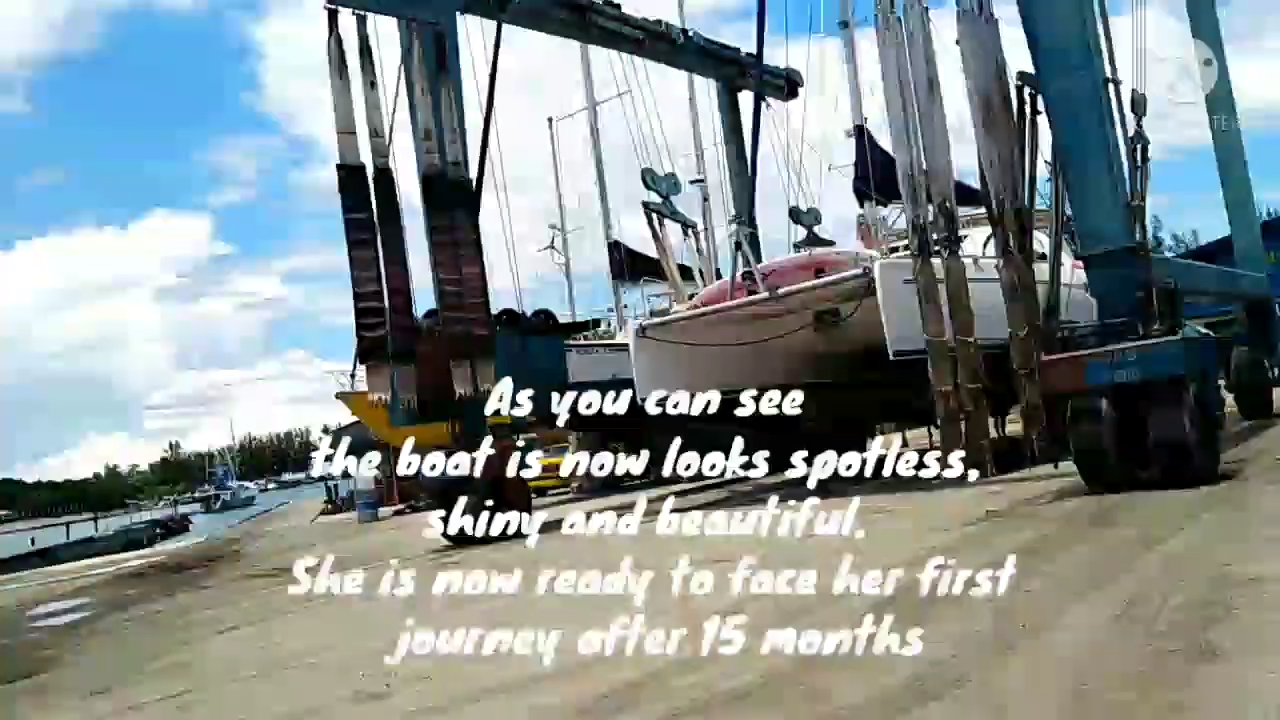 As you can see
the boat is now looks spotless,
shiny and beautiful.
She is now ready to face her first
journey after 15 months